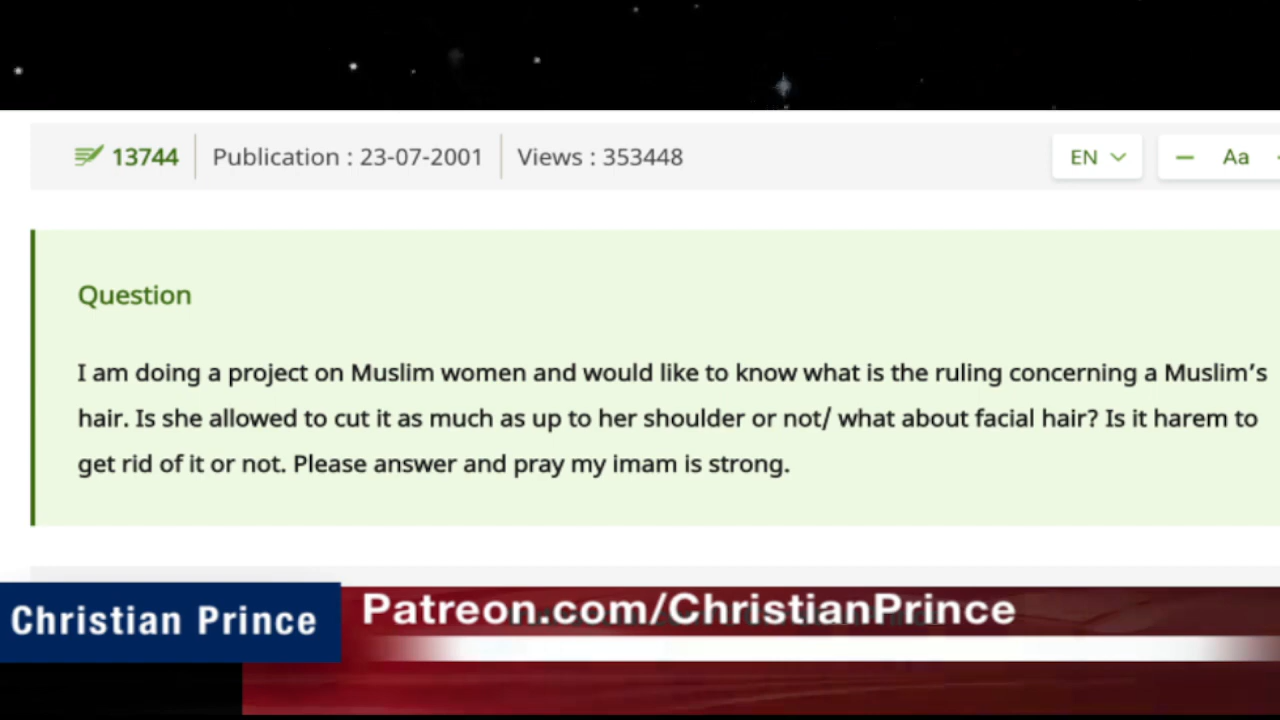 13744
Publication : 23-07-2001
Views : 353448
EN
Aa
Question
I am doing a project on Muslim women and would like to know what is the ruling concerning a Muslim’s
hair. Is she allowed to cut it as much as up to her shoulder or not/ what about facial hair? Is it harem to
get rid of it or not. Please answer and pray my imam is strong.
Christian Prince
Patreon.com/ChristianPrince